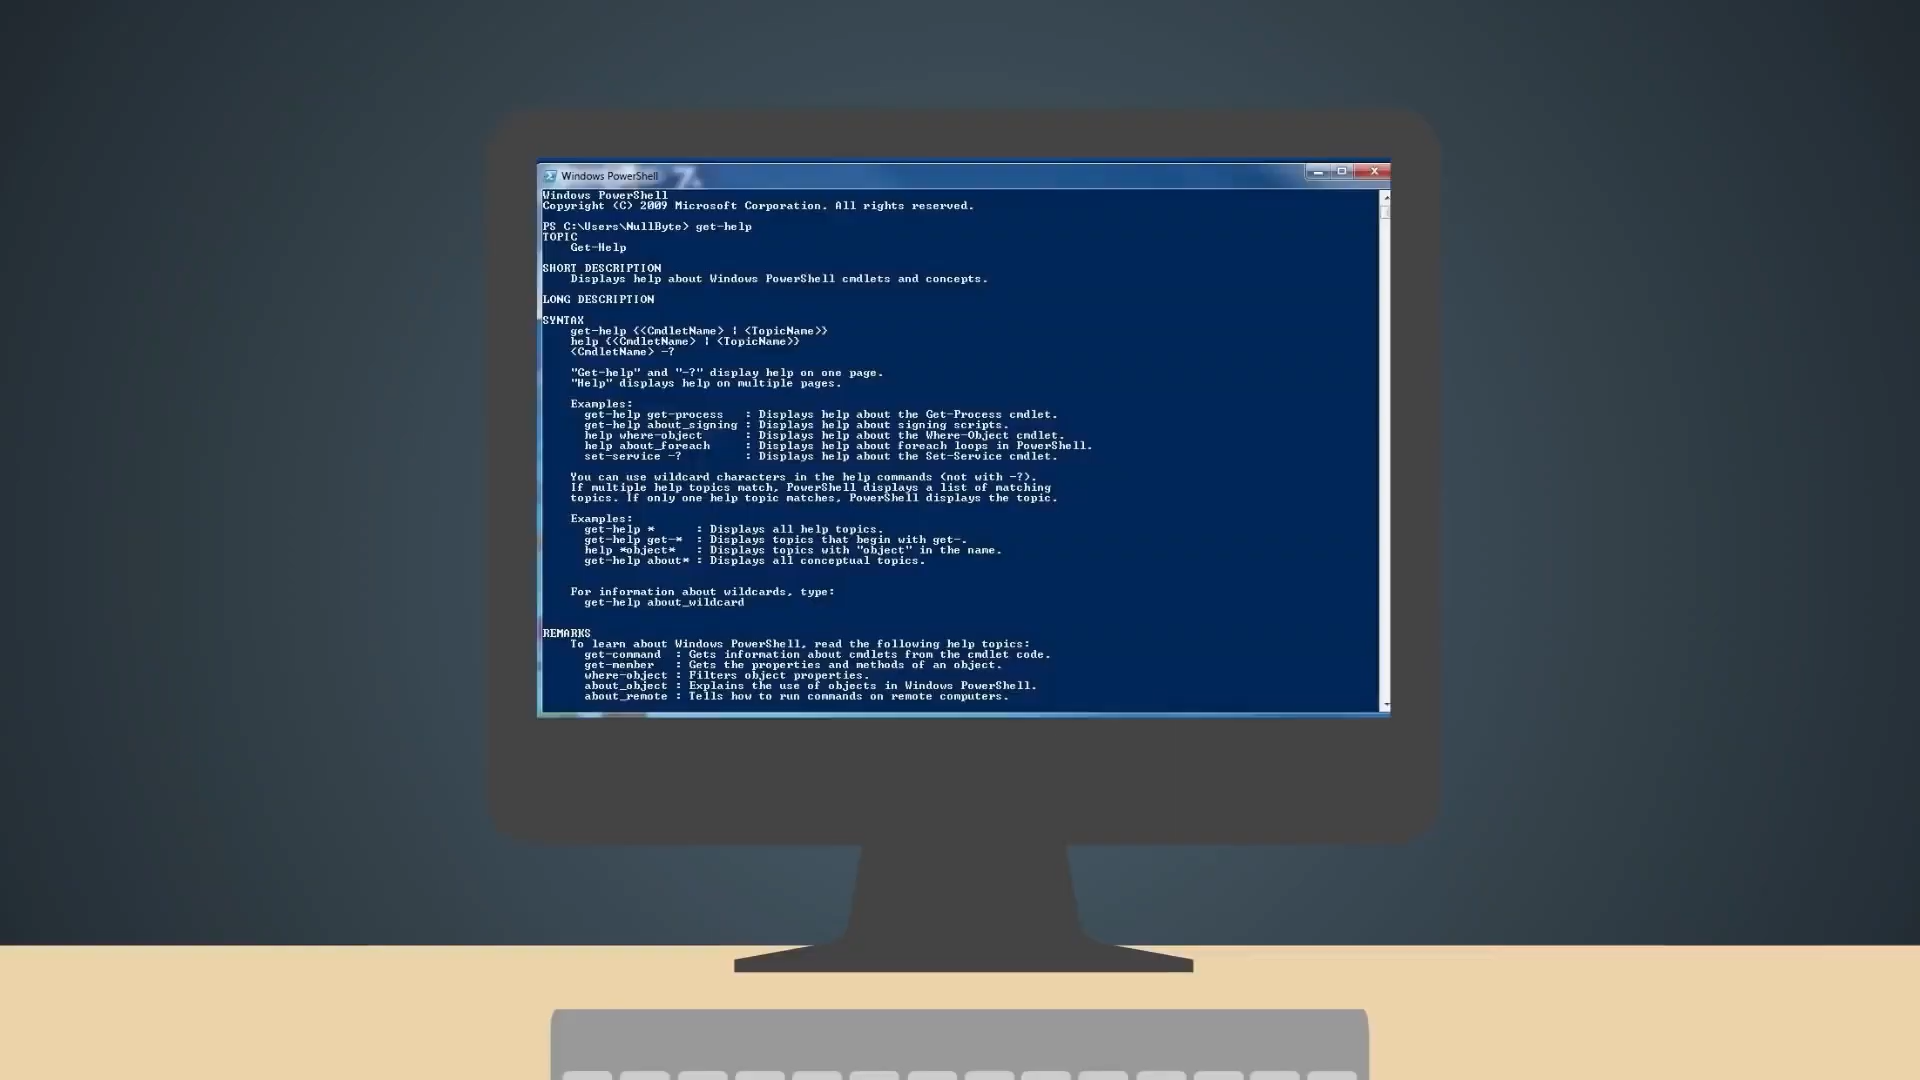 Windows PowerShell
Windows PowerShell
Copyright (C) 2009 Microsoft Corporation. All rights reserved.
PS C:\Users\NullByte> get-help
TOPIC
Get-Help
SHORT DESCRIPTION
Displays help about Windows PowerShell cmdlets and concepts.
LONG DESCRIPTION
SYNTAX
get-help {<CmdletName> | <TopicName>}
help {<CmdletName> | <TopicName>}
<CmdletName> -?
"Get-help" and "-?" display help on one page.
"Help" displays help on multiple pages.
Examples:
get-help get-process : Displays help about the Get-Process cmdlet.
get-help about_signing : Displays help about signing scripts.
help where-object : Displays help about the Where-Object cmdlet.
help about_foreach : Displays help about foreach loops in PowerShell.
set-service -? : Displays help about the Set-Service cmdlet.
You can use wildcard characters in the help commands (not with -?).
If multiple help topics match, PowerShell displays a list of matching
topics. If only one help topic matches, PowerShell displays the topic.
Examples:
get-help * : Displays all help topics.
get-help get-* : Displays topics that begin with get-.
help *object* : Displays topics with "object" in the name.
get-help about* : Displays all conceptual topics.
For information about wildcards, type:
get-help about_wildcard
REMARKS
To learn about Windows PowerShell, read the following help topics:
get-command : Gets information about cmdlets from the cmdlet code.
get-member : Gets the properties and methods of an object.
where-object : Filters object properties.
about_object : Explains the use of objects in Windows PowerShell.
about_remote : Tells how to run commands on remote computers.